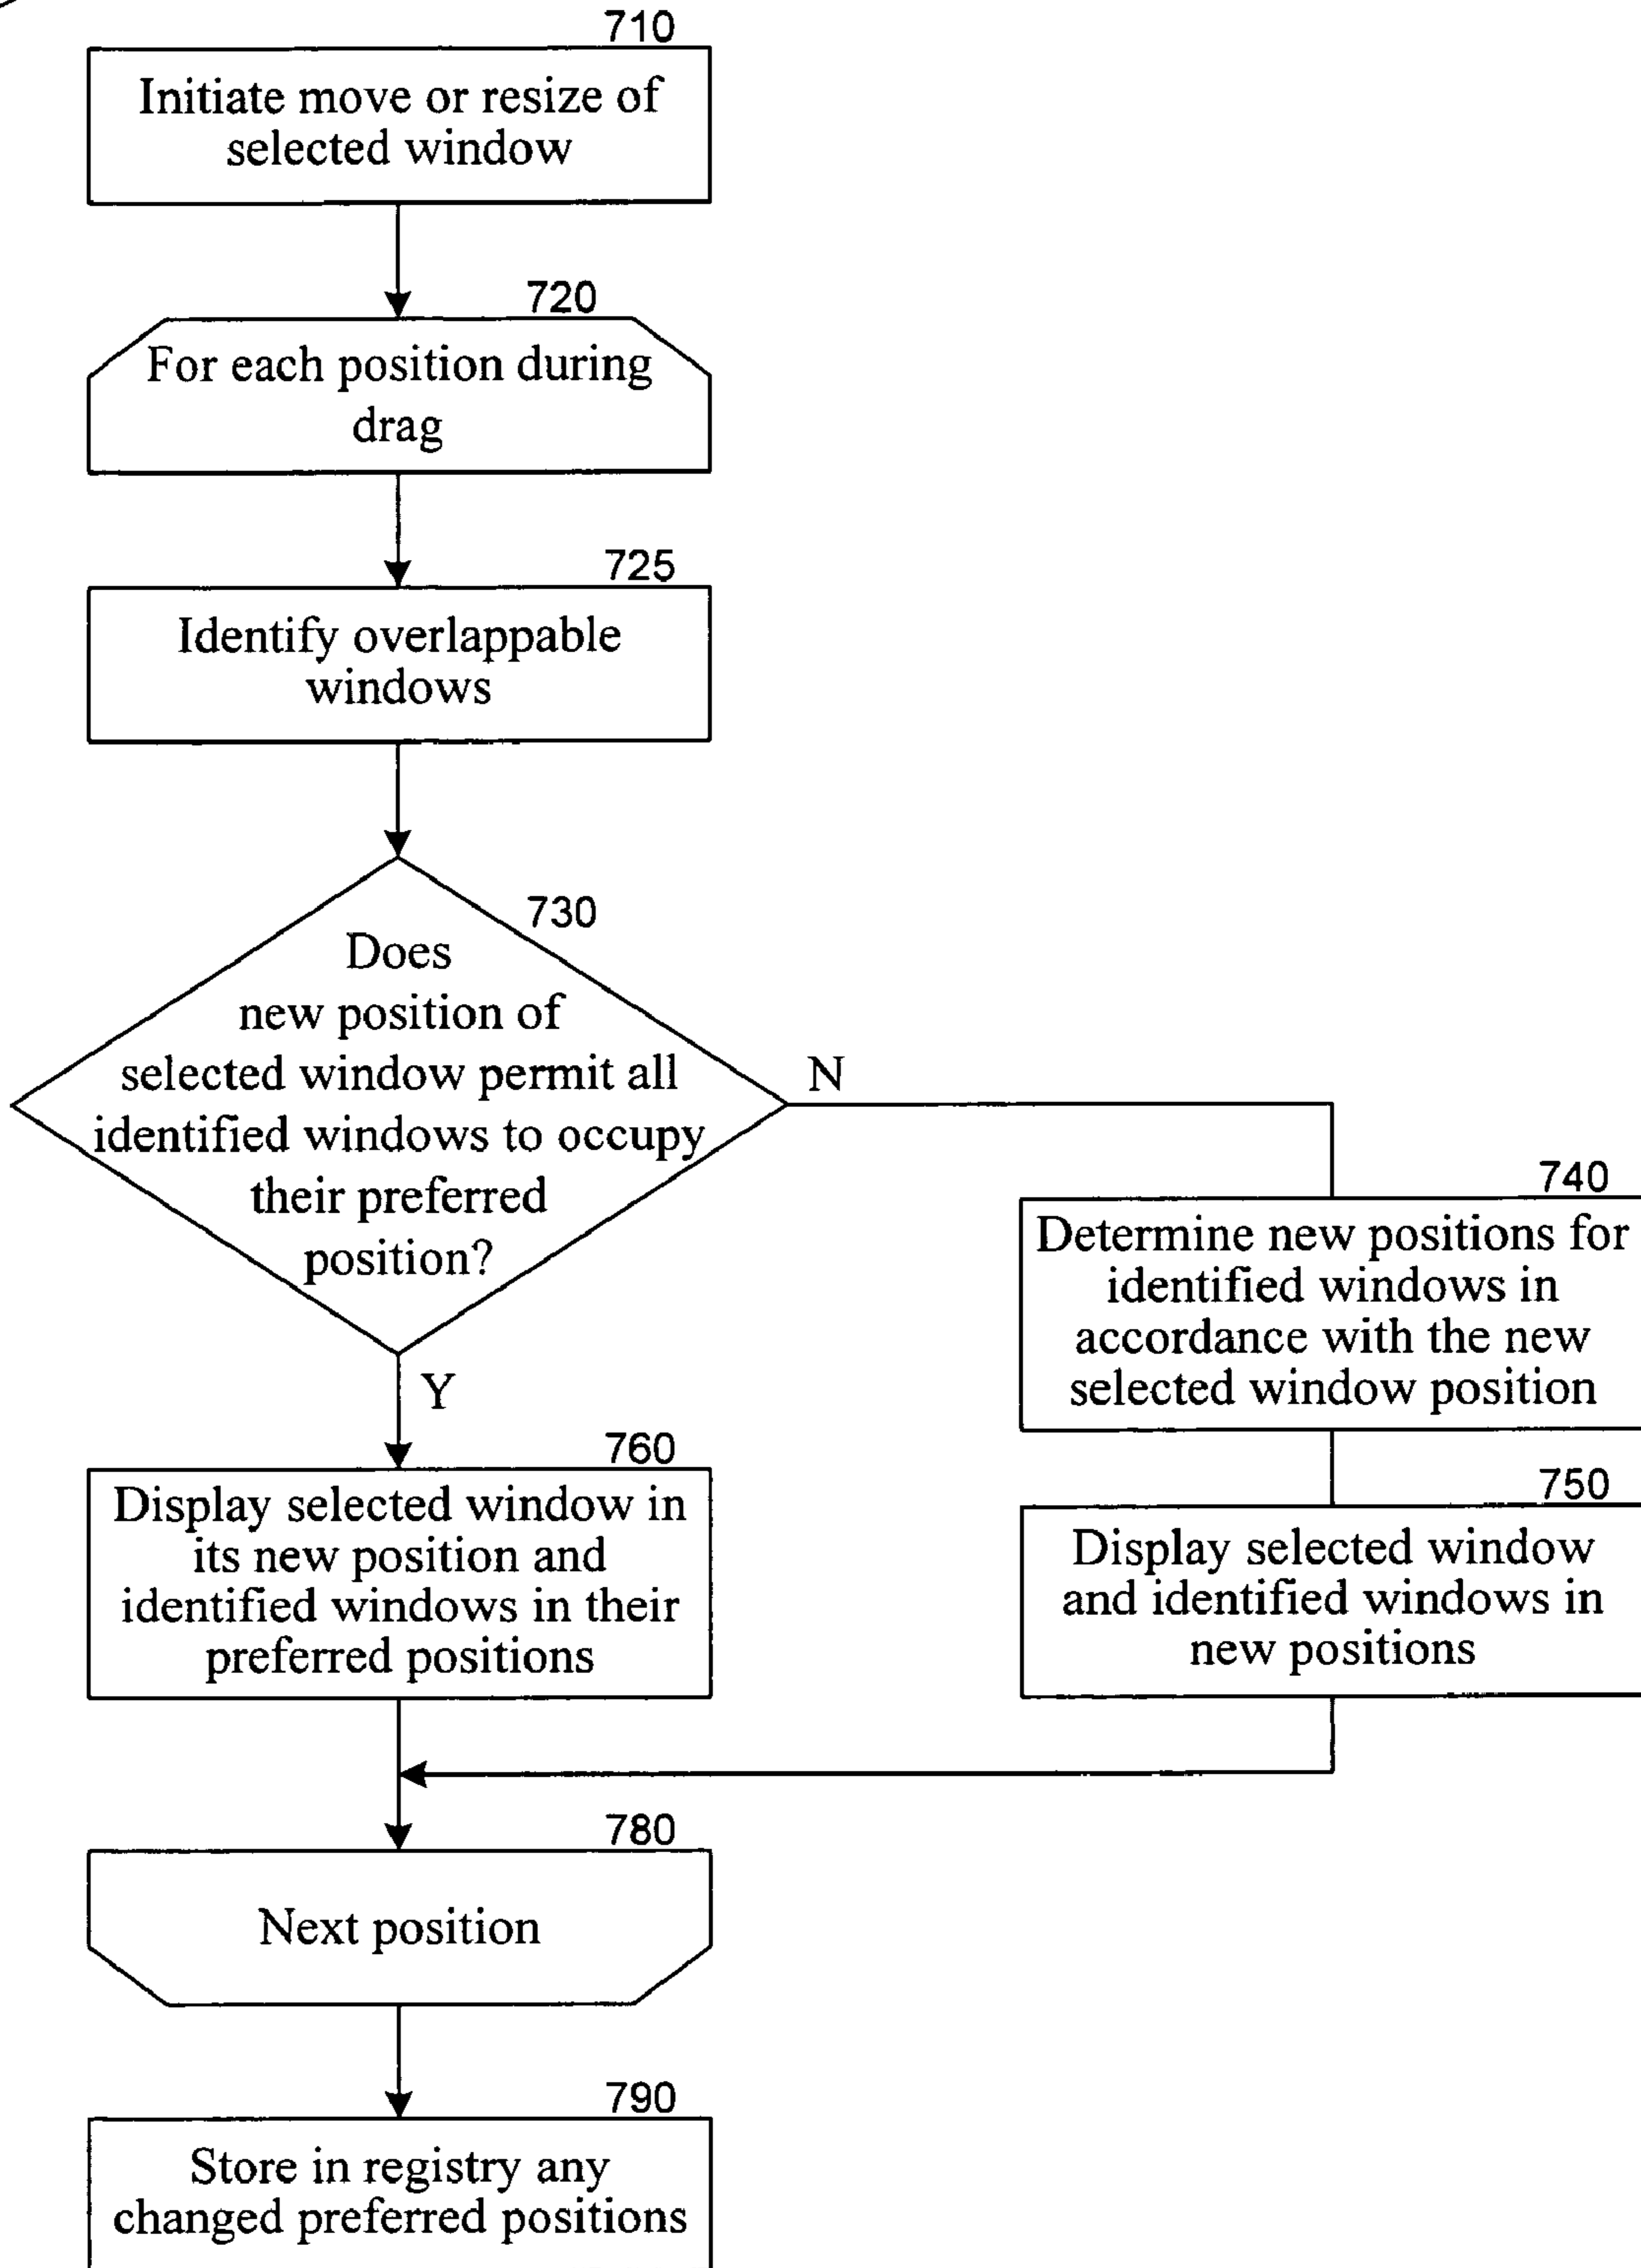 710
Initiate move or resize of
selected window
720
For each position during
drag
725
Identify overlappable
windows
730
Does
new position of
selected window permit all
identified windows to occupy
their preferred
position?
N
Y
740
Determine new positions for
identified windows in
accordance with the new
selected window position
750
Display selected window
and identified windows in
new positions
760
Display selected window in
its new position and
identified windows in their
preferred positions
780
Next position
790
Store in registry any
changed preferred positions